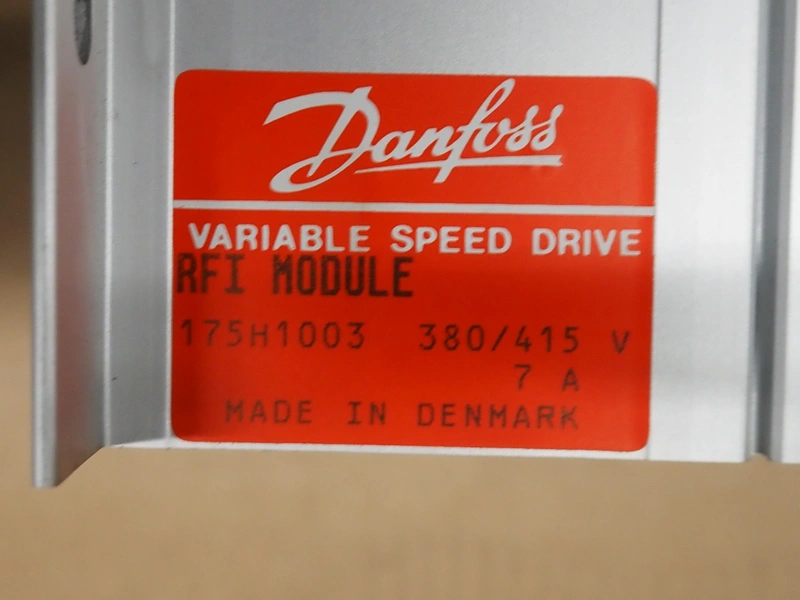 Danfoss
VARIABLE SPEED DRIVE
RFI MODULE
175H1003 380/415 V
7 A
MADE IN DENMARK